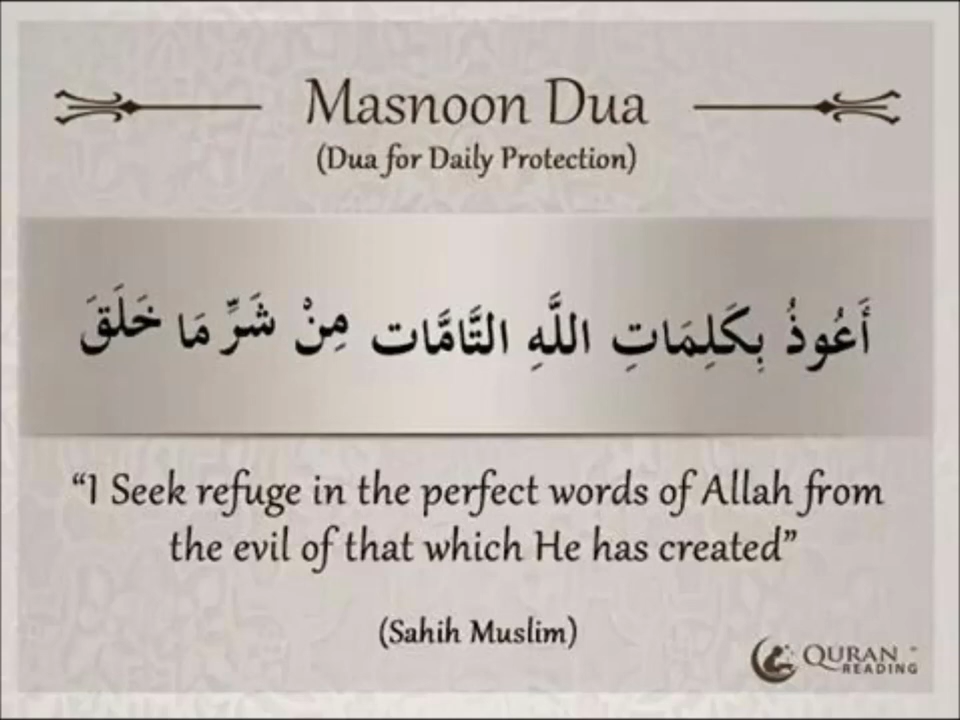 Masnoon Dua
(Dua for Daily Protection)
أَعُوذُ بِكَلِمَاتِ اللَّهِ التَّامَّات مِنْ شَرِّ مَا خَلَقَ
“I Seek refuge in the perfect words of Allah from
the evil of that which He has created”
(Sahih Muslim)
QURAN
READING